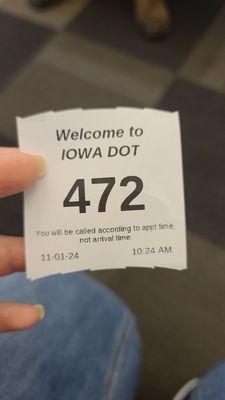 Welcome to
IOWA DOT
472
You will be called according to appt time,
not arrival time.
11-01-24 10:24 AM